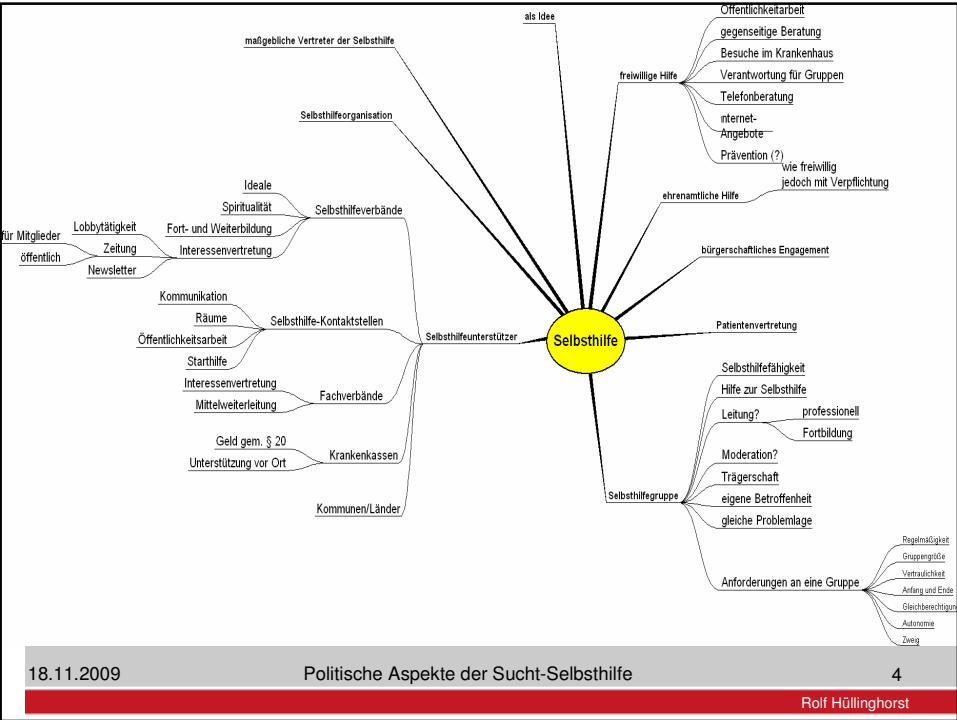 als Idee
maßgebliche Vertreter der Selbsthilfe
Selbsthilfeorganisation
Selbsthilfeunterstützer
Selbsthilfeverbände
Ideale
Spiritualität
Fort- und Weiterbildung
Interessenvertretung
Lobbytätigkeit
Zeitung
für Mitglieder
öffentlich
Newsletter
Selbsthilfe-Kontaktstellen
Kommunikation
Räume
Öffentlichkeitsarbeit
Starthilfe
Fachverbände
Interessenvertretung
Mittelweiterleitung
Krankenkassen
Geld gem. § 20
Unterstützung vor Ort
Kommunen/Länder
Selbsthilfe
freiwillige Hilfe
Öffentlichkeitarbeit
gegenseitige Beratung
Besuche im Krankenhaus
Verantwortung für Gruppen
Telefonberatung
nternet-
Angebote
Prävention (?)
ehrenamtliche Hilfe
wie freiwillig
jedoch mit Verpflichtung
bürgerschaftliches Engagement
Patientenvertretung
Selbsthilfegruppe
Selbsthilfefähigkeit
Hilfe zur Selbsthilfe
Leitung?
professionell
Fortbildung
Moderation?
Trägerschaft
eigene Betroffenheit
gleiche Problemlage
Anforderungen an eine Gruppe
Regelmäßigkeit
Gruppengröße
Vertraulichkeit
Anfang und Ende
Gleichberechtigung
Autonomie
Zweig
18.11.2009 Politische Aspekte der Sucht-Selbsthilfe 4
Rolf Hüllinghorst